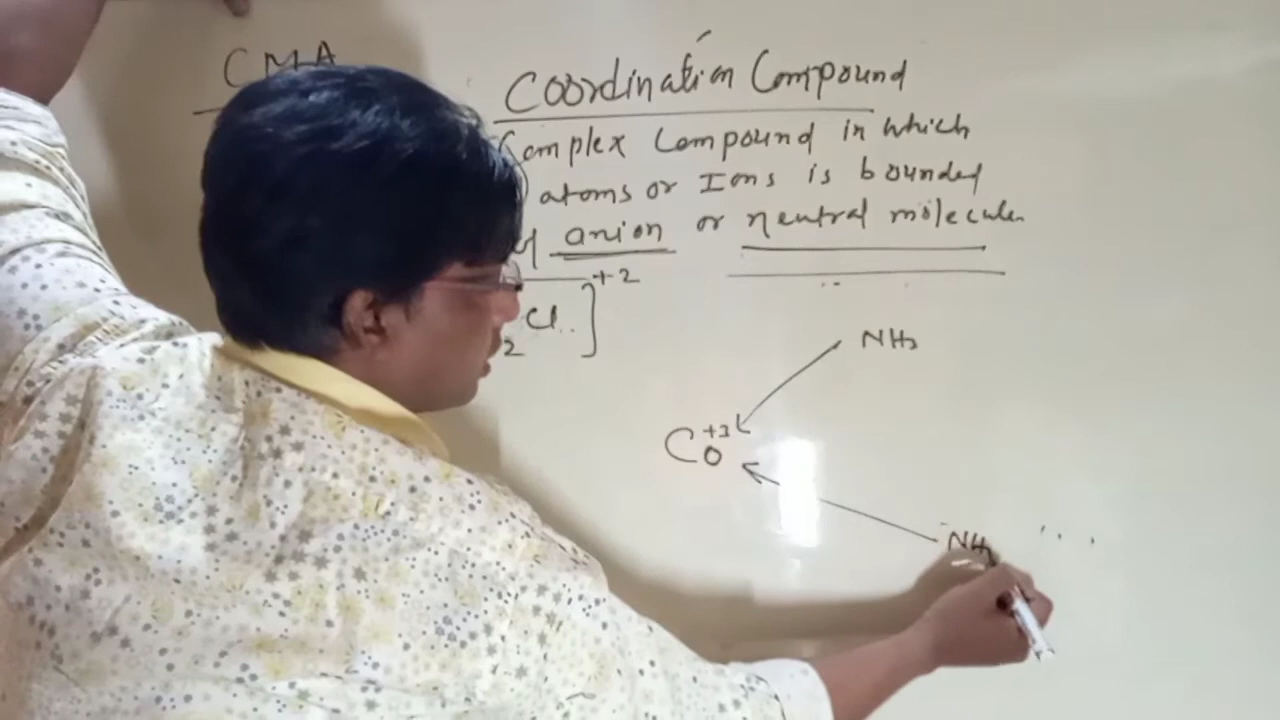 CMA
Coordination Compound
Complex Compound in which
atoms or Ions is bounded
anion or neutral molecules
2 Cl..]+2
NH3
Co+3
NH3